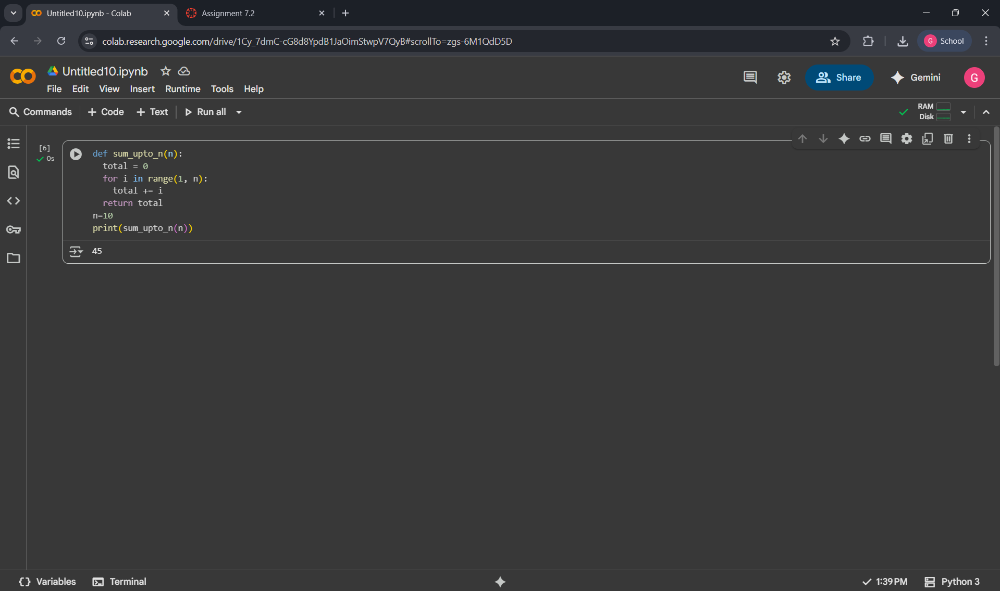 Untitled10.ipynb - Colab
Assignment 7.2
colab.research.google.com/drive/1Cy_7dmC-cG8d8YpdB1JaOimStwpV7QyB#scrollTo=zgs-6M1QdD5D
G School
Untitled10.ipynb
File Edit View Insert Runtime Tools Help
Share
Gemini
G
Commands + Code + Text Run all
RAM
Disk
[6]
0s
def sum_upto_n(n):
  total = 0
  for i in range(1, n):
    total += i
  return total
n=10
print(sum_upto_n(n))
45
{} Variables
Terminal
1:39 PM
Python 3